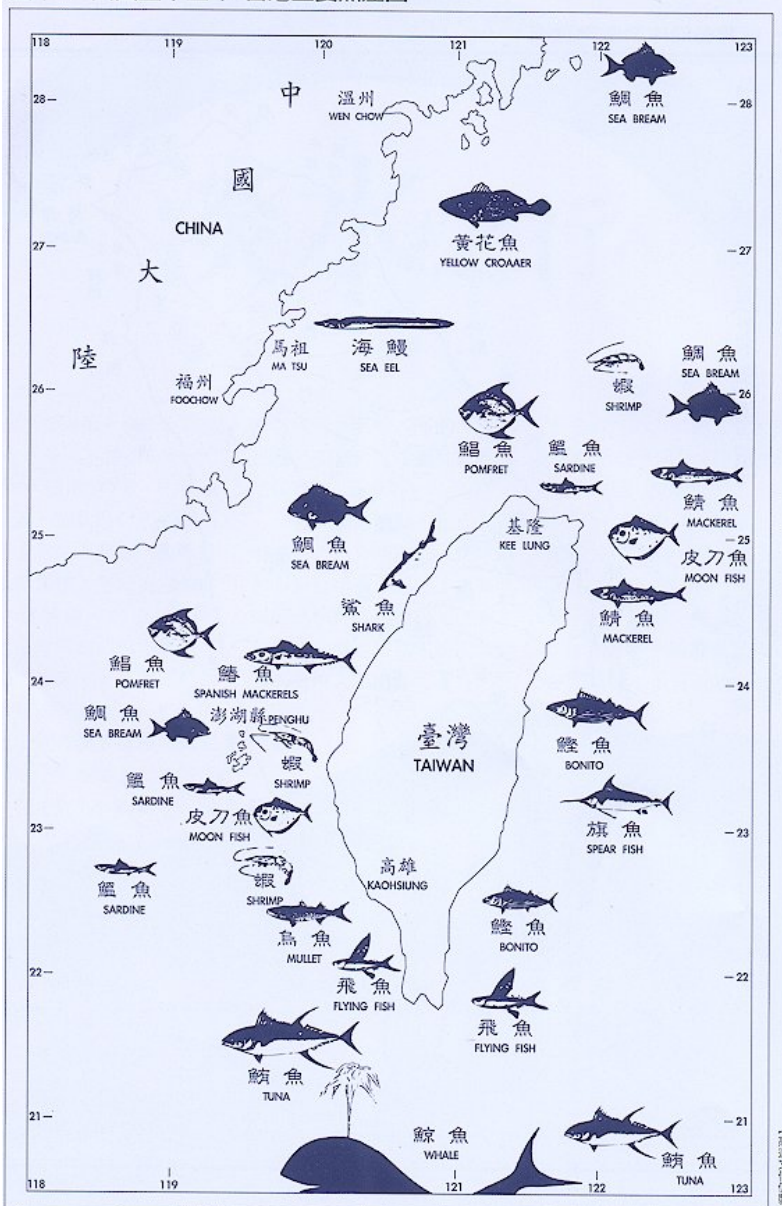 118
119
120
121
122
123
28
28
中
溫州
WEN CHOW
鯛 魚
SEA BREAM
國
CHINA
黃花魚
YELLOW CROAAER
27
27
大
陸
馬祖
MA TSU
海 鰻
SEA EEL
鯛 魚
SEA BREAM
蝦
SHRIMP
福州
FOOCHOW
26
26
鯧 魚
POMFRET
鰮 魚
SARDINE
鯖 魚
MACKEREL
基隆
KEE LUNG
25
25
鯛 魚
SEA BREAM
皮刀魚
MOON FISH
鯊 魚
SHARK
鯖 魚
MACKEREL
鯧 魚
POMFRET
鰆 魚
SPANISH MACKERELS
24
24
鯛 魚
SEA BREAM
澎湖縣 PENGHU
蝦
SHRIMP
臺灣
TAIWAN
鰹 魚
BONITO
鰮 魚
SARDINE
皮刀魚
MOON FISH
23
23
旗 魚
SPEAR FISH
鰮 魚
SARDINE
蝦
SHRIMP
高雄
KAOHSIUNG
烏 魚
MULLET
鰹 魚
BONITO
22
22
飛 魚
FLYING FISH
飛 魚
FLYING FISH
鮪 魚
TUNA
21
21
鯨 魚
WHALE
鮪 魚
TUNA
118
119
121
122
123